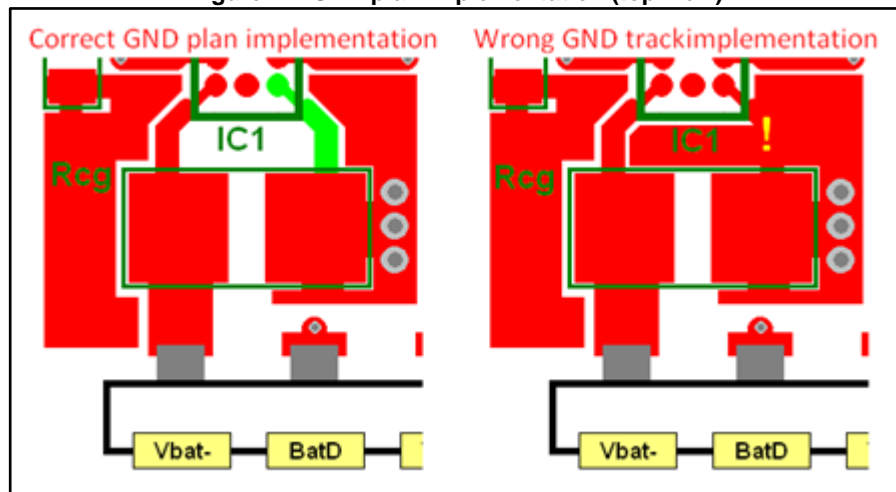 Correct GND plan implementation
Wrong GND trackimplementation
IC1
Rcg
Vbat-
BatD
IC1
!
Rcg
Vbat-
BatD